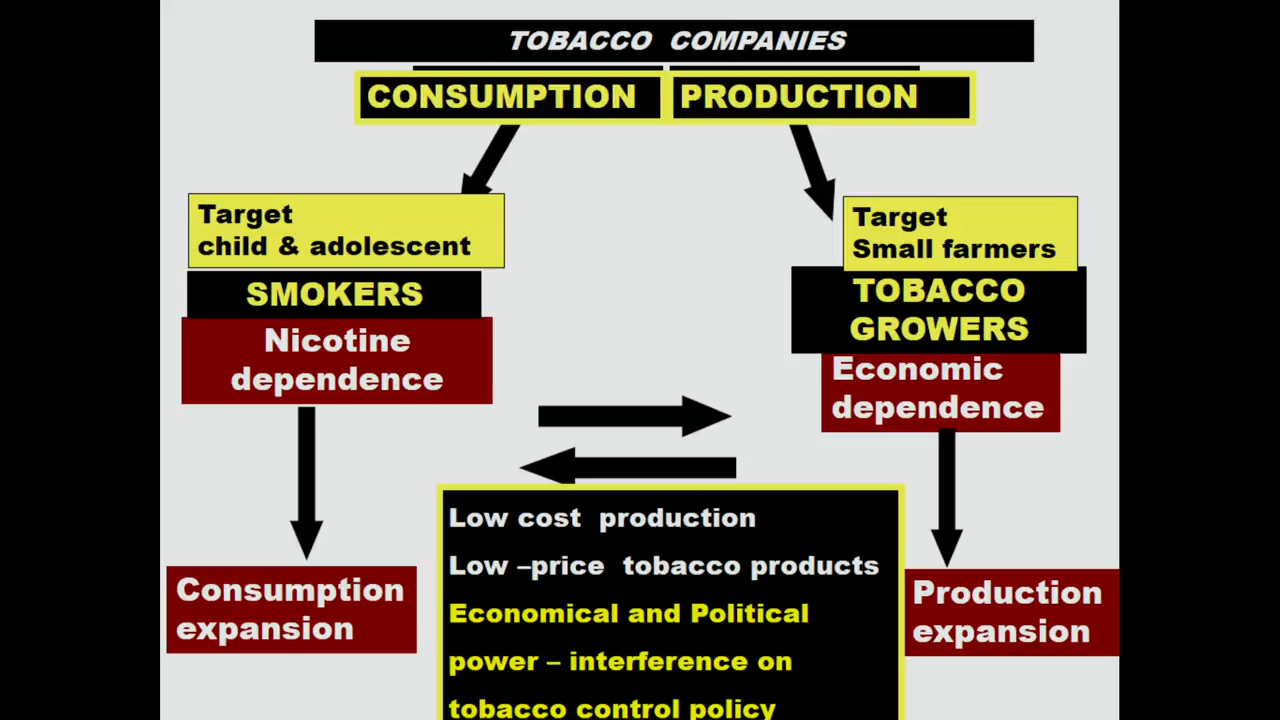 TOBACCO COMPANIES
CONSUMPTION
PRODUCTION
Target
child & adolescent
SMOKERS
Nicotine
dependence
Target
Small farmers
TOBACCO
GROWERS
Economic
dependence
Consumption
expansion
Low cost production
Low –price tobacco products
Economical and Political
power – interference on
tobacco control policy
Production
expansion